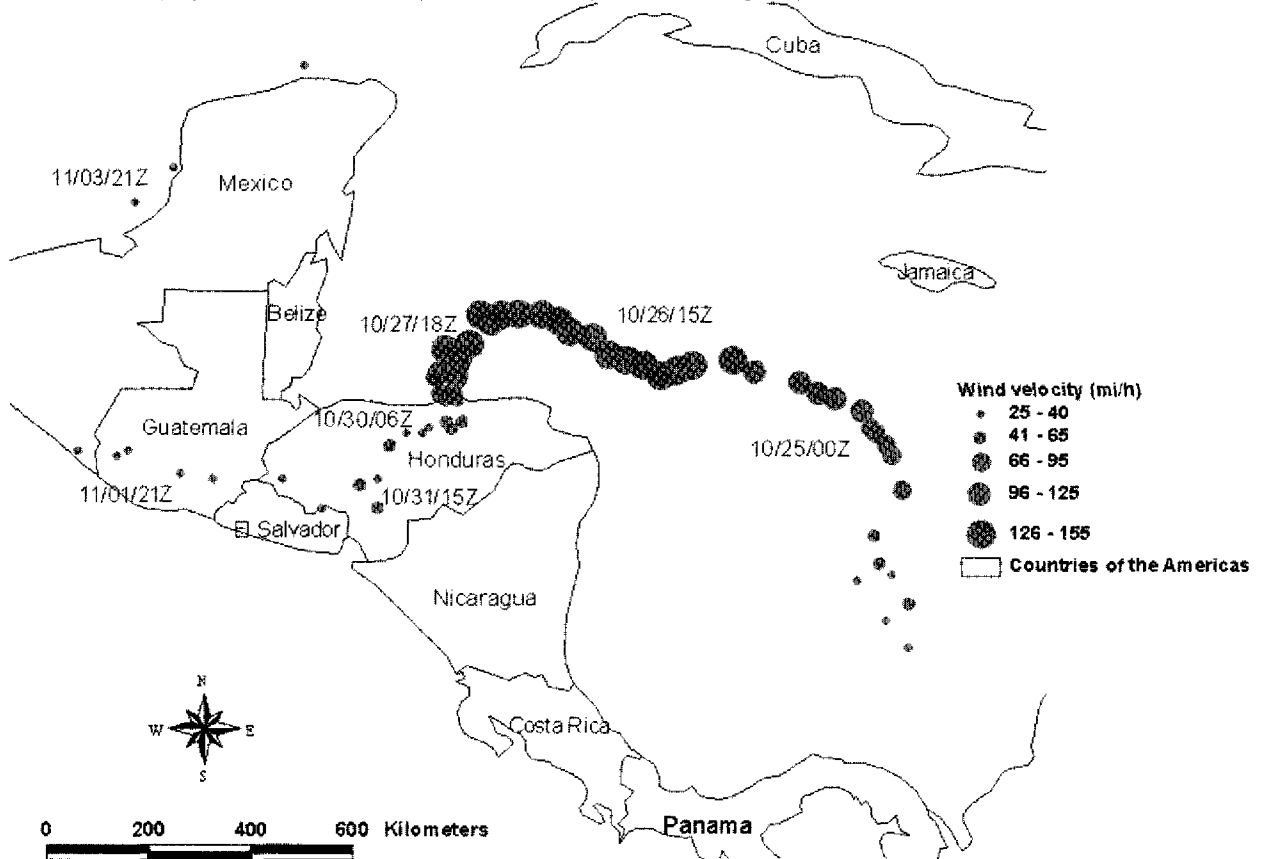 Cuba
11/03/21Z
Mexico
Jamaica
Belize
10/27/18Z
10/26/15Z
Wind velocity (mi/h)
25 - 40
41 - 65
66 - 95
96 - 125
126 - 155
Countries of the Americas
10/30/06Z
Guatemala
Honduras
10/25/00Z
11/01/21Z
10/31/15Z
Salvador
Nicaragua
N
W
E
S
Costa Rica
Panama
0 200 400 600 Kilometers